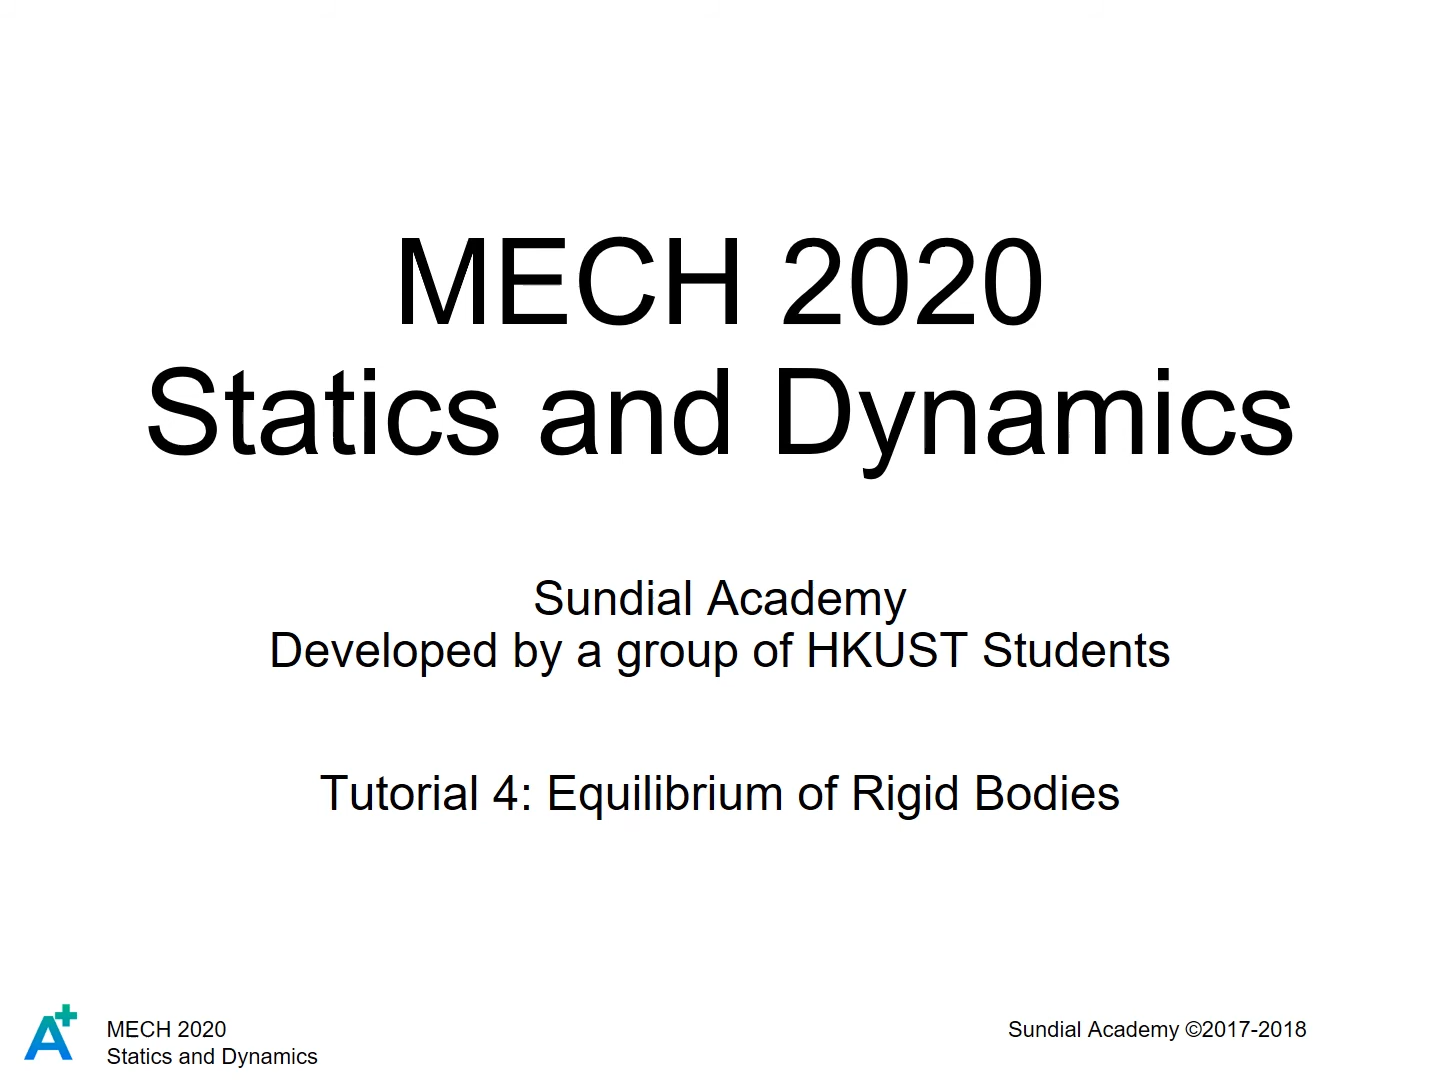 MECH 2020
Statics and Dynamics
Sundial Academy
Developed by a group of HKUST Students
Tutorial 4: Equilibrium of Rigid Bodies
A+
MECH 2020
Statics and Dynamics
Sundial Academy ©2017-2018